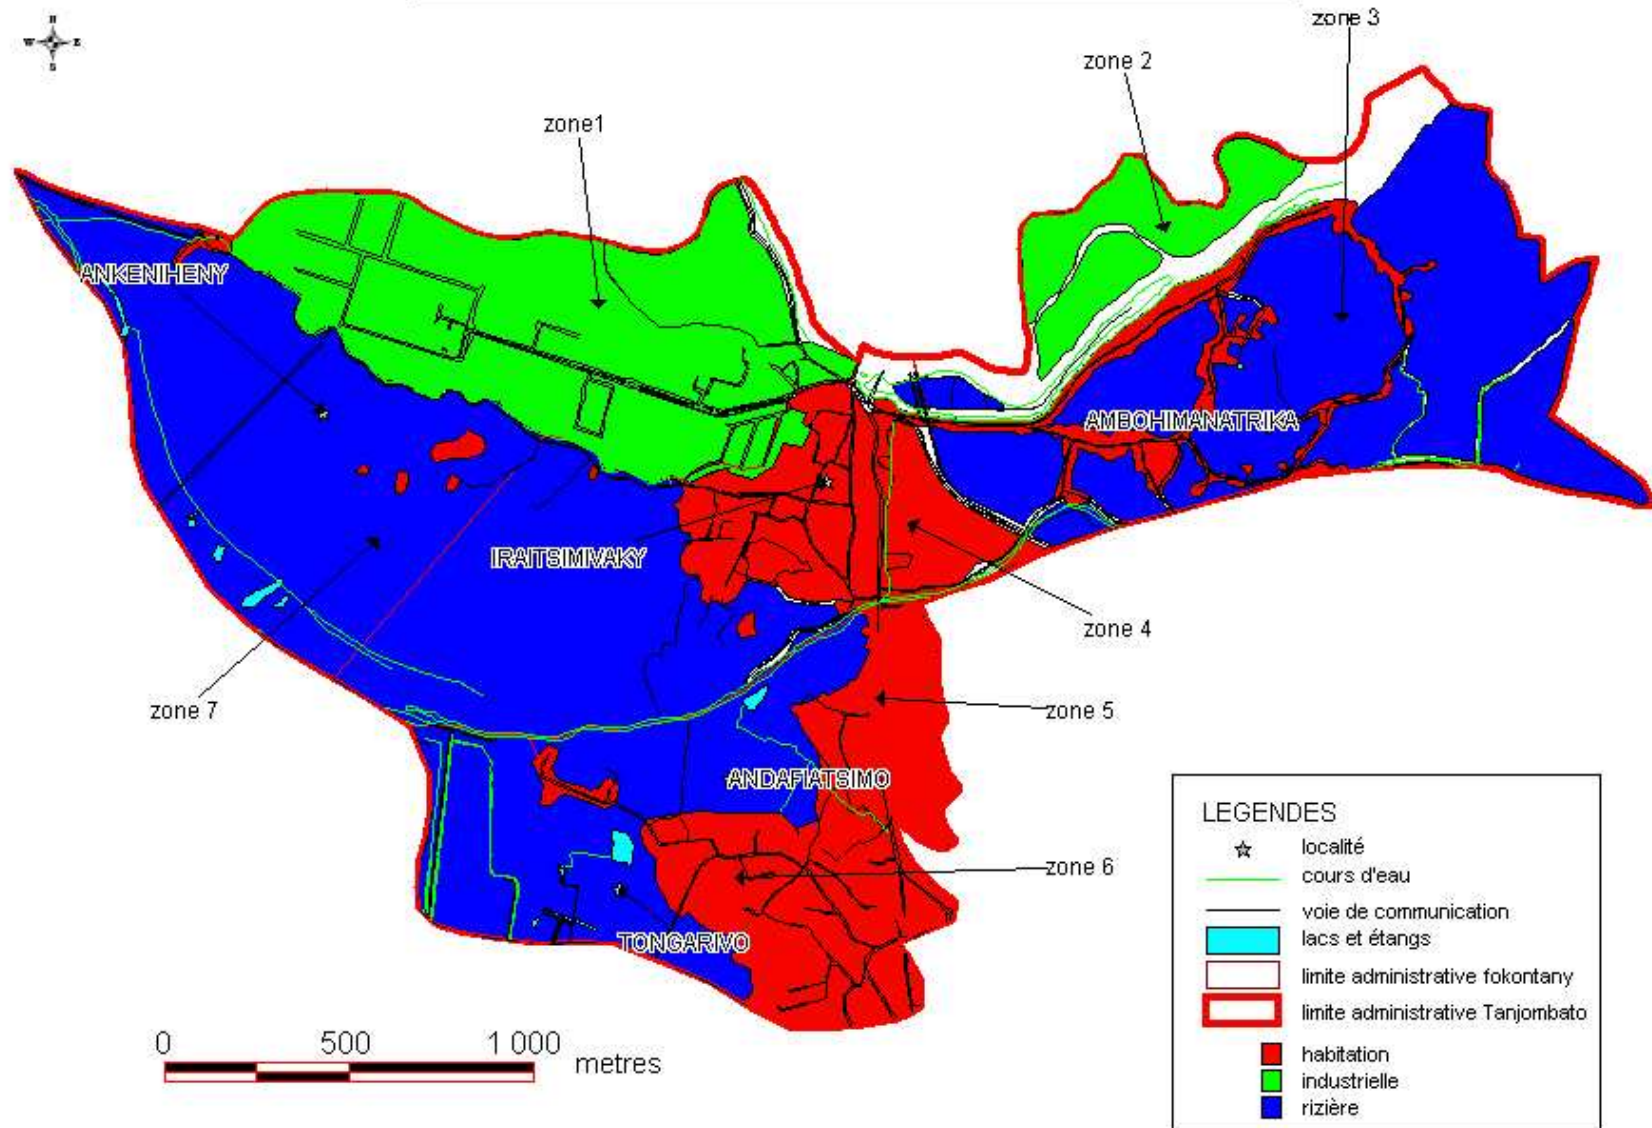 N
W E
S
zone 3
zone 2
zone1
ANKENIHENY
AMBOHIMANATRIKA
IRAITSIMIVAKY
zone 4
zone 7
zone 5
ANDAFIATSIMO
zone 6
TONGARIVO
0 500 1 000
metres
LEGENDES
localité
cours d'eau
voie de communication
lacs et étangs
limite administrative fokontany
limite administrative Tanjombato
habitation
industrielle
rizière